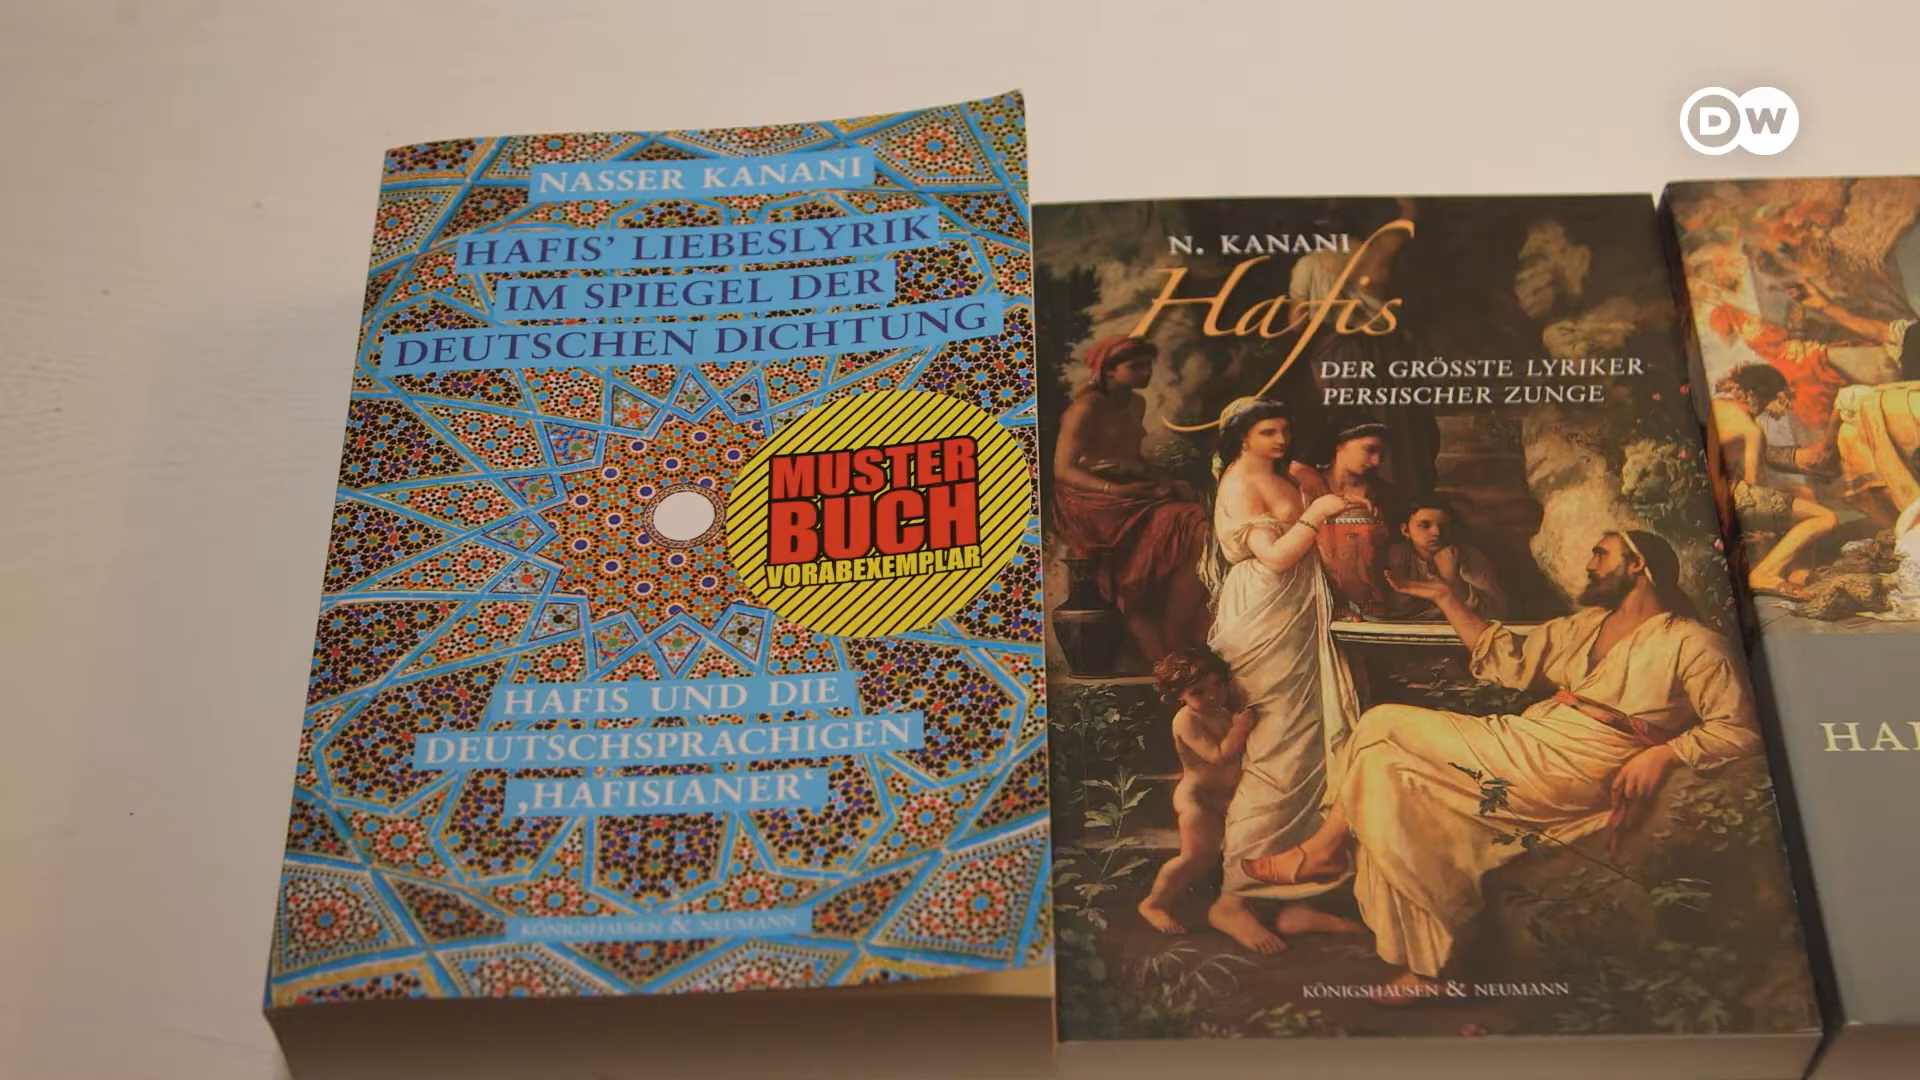 DW
NASSER KANANI
HAFIS’ LIEBESLYRIK
IM SPIEGEL DER
DEUTSCHEN DICHTUNG
MUSTER
BUCH
VORABEXEMPLAR
HAFIS UND DIE
DEUTSCHSPRACHIGEN
‚HAFISIANER‘
KÖNIGSHAUSEN & NEUMANN
N. KANANI
Hafis
DER GRÖSSTE LYRIKER
PERSISCHER ZUNGE
KÖNIGSHAUSEN & NEUMANN